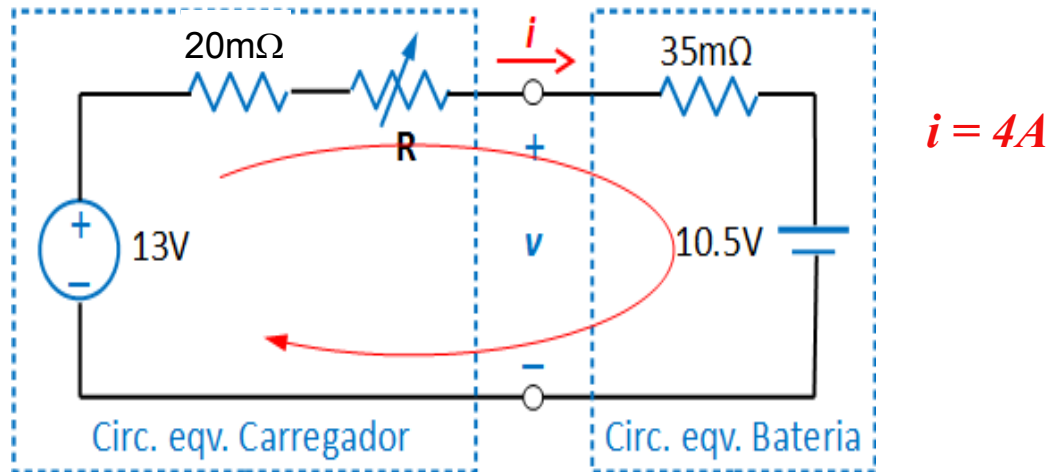 20mΩ
i
35mΩ
i = 4A
R
+
+
13V
v
10.5V
−
−
Circ. eqv. Carregador
Circ. eqv. Bateria